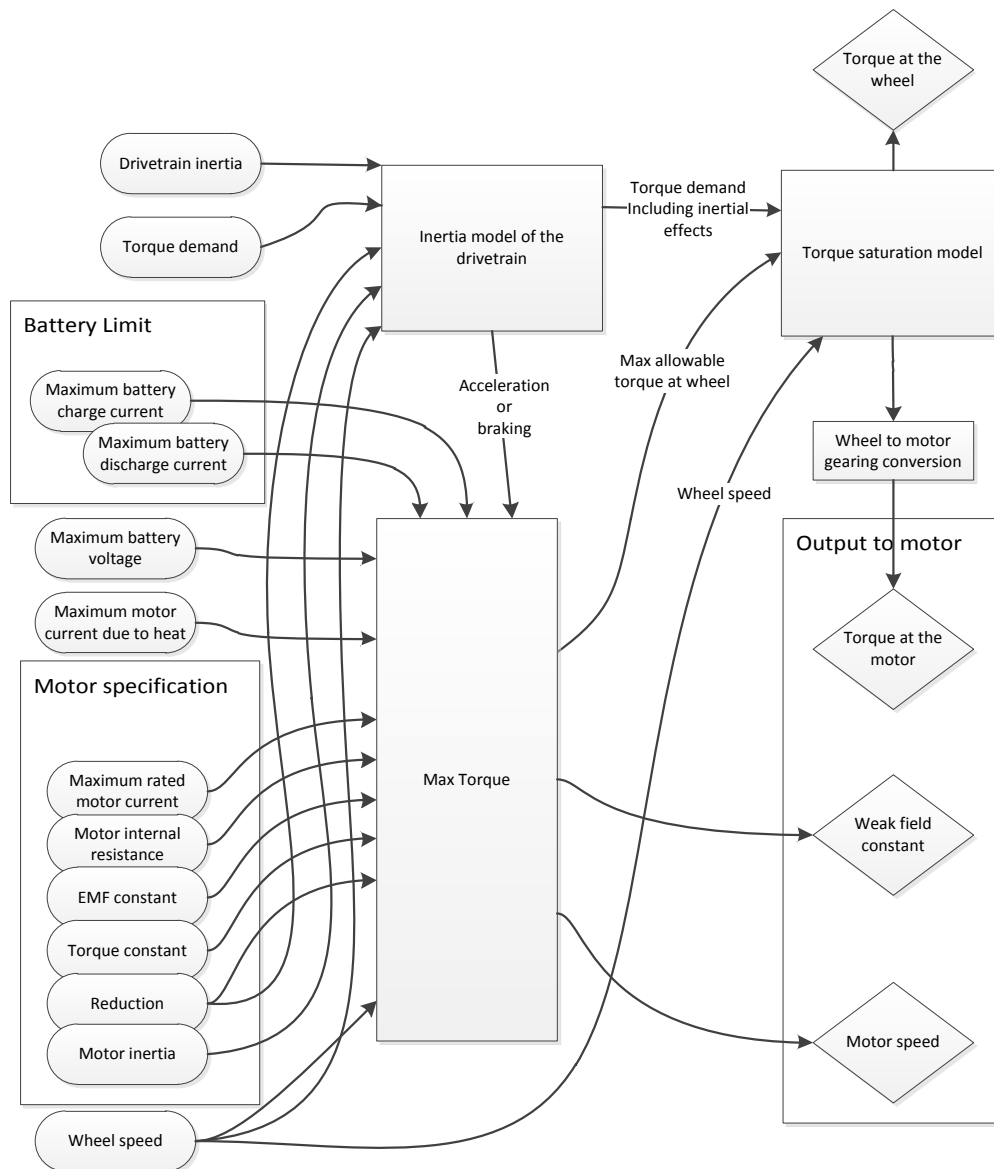 Torque at the
wheel
Drivetrain inertia
Torque demand
Inertia model of the
drivetrain
Torque demand
Including inertial
effects
Torque saturation model
Battery Limit
Maximum battery
charge current
Maximum battery
discharge current
Acceleration
or
braking
Max allowable
torque at wheel
Wheel to motor
gearing conversion
Wheel speed
Maximum battery
voltage
Maximum motor
current due to heat
Output to motor
Torque at the
motor
Motor specification
Maximum rated
motor current
Motor internal
resistance
EMF constant
Torque constant
Reduction
Motor inertia
Max Torque
Weak field
constant
Motor speed
Wheel speed